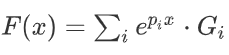 F(x) = ∑ᵢ e^{pᵢx} · Gᵢ